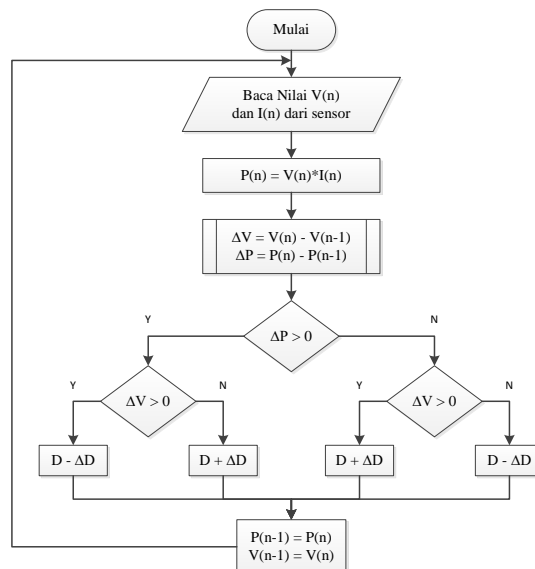 Mulai
Baca Nilai V(n)
dan I(n) dari sensor
P(n) = V(n)*I(n)
ΔV = V(n) - V(n-1)
ΔP = P(n) - P(n-1)
Y
ΔP > 0
N
Y
ΔV > 0
N
Y
ΔV > 0
N
D - ΔD
D + ΔD
D + ΔD
D - ΔD
P(n-1) = P(n)
V(n-1) = V(n)